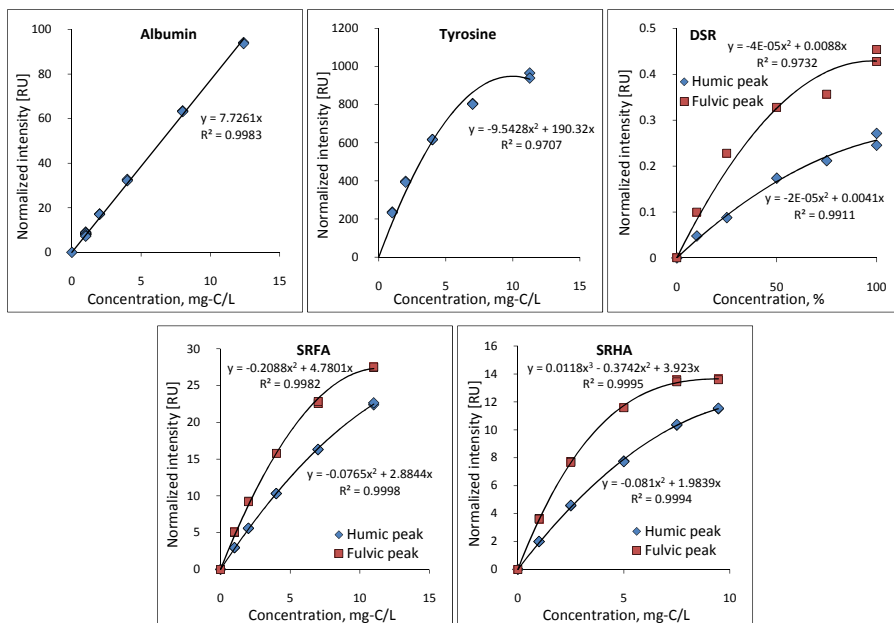 Albumin
Normalized intensity [RU]
100
80
60
40
20
0
y = 7.7261x
R² = 0.9983
0
5
10
15
Concentration, mg-C/L
Tyrosine
Normalized intensity [RU]
1200
1000
800
600
400
200
0
y = -9.5428x² + 190.32x
R² = 0.9707
0
5
10
15
Concentration, mg-C/L
DSR
Normalized intensity [RU]
0.5
0.4
0.3
0.2
0.1
0
y = -4E-05x² + 0.0088x
R² = 0.9732
Humic peak
Fulvic peak
y = -2E-05x² + 0.0041x
R² = 0.9911
0
50
100
Concentration, %
SRFA
Normalized intensity [RU]
30
25
20
15
10
5
0
y = -0.2088x² + 4.7801x
R² = 0.9982
y = -0.0765x² + 2.8844x
R² = 0.9998
Humic peak
Fulvic peak
0
5
10
15
Concentration, mg-C/L
SRHA
Normalized intensity [RU]
16
14
12
10
8
6
4
2
0
y = 0.0118x³ - 0.3742x² + 3.923x
R² = 0.9995
y = -0.081x² + 1.9839x
R² = 0.9994
Humic peak
Fulvic peak
0
5
10
Concentration, mg-C/L